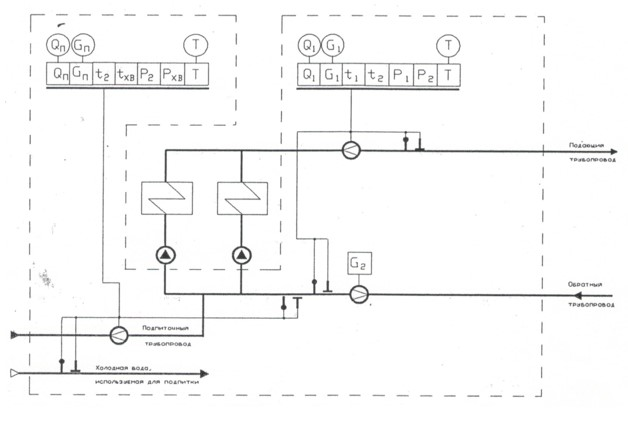 Qп Gп T
Qп Gп t2 tхв P2 Pхв T
Q1 G1 T
Q1 G1 t1 t2 P1 P2 T
Подающий
трубопровод
G2
Обратный
трубопровод
Подпиточный
трубопровод
Холодная вода,
используемая для подпитки